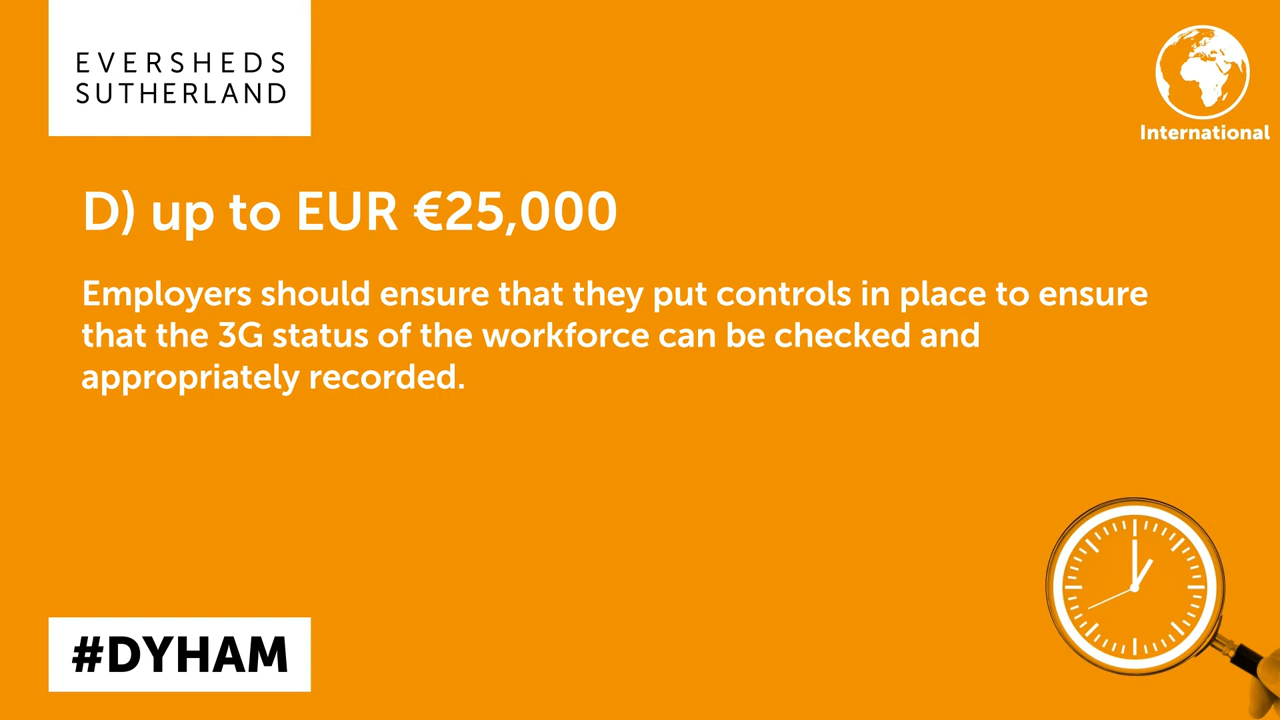 EVERSHEDS
SUTHERLAND
International
D) up to EUR €25,000
Employers should ensure that they put controls in place to ensure
that the 3G status of the workforce can be checked and
appropriately recorded.
#DYHAM